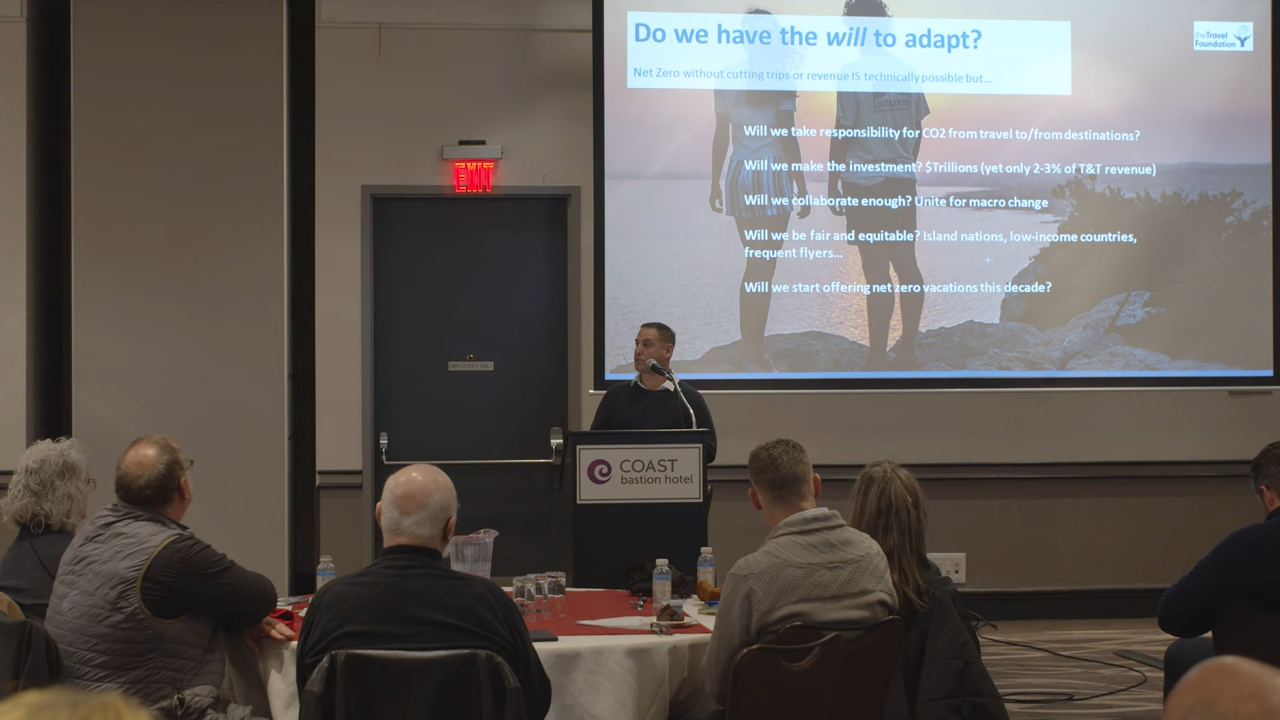 Do we have the will to adapt?
the Travel
Foundation
Net Zero without cutting trips or revenue IS technically possible but...
Will we take responsibility for CO2 from travel to/from destinations?
Will we make the investment? $Trillions (yet only 2-3% of T&T revenue)
Will we collaborate enough? Unite for macro change
Will we be fair and equitable? Island nations, low-income countries,
frequent flyers...
Will we start offering net zero vacations this decade?
EXIT
EMPLOYEES ONLY
COAST
bastion hotel